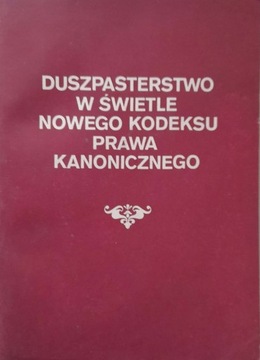 DUSZPASTERSTWO
W ŚWIETLE
NOWEGO KODEKSU
PRAWA
KANONICZNEGO